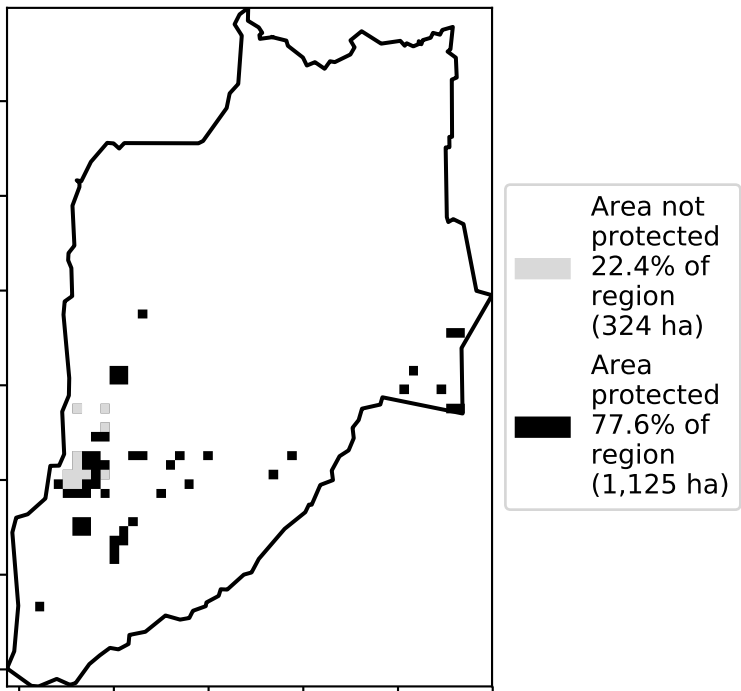 Area not
protected
22.4% of
region
(324 ha)
Area
protected
77.6% of
region
(1,125 ha)